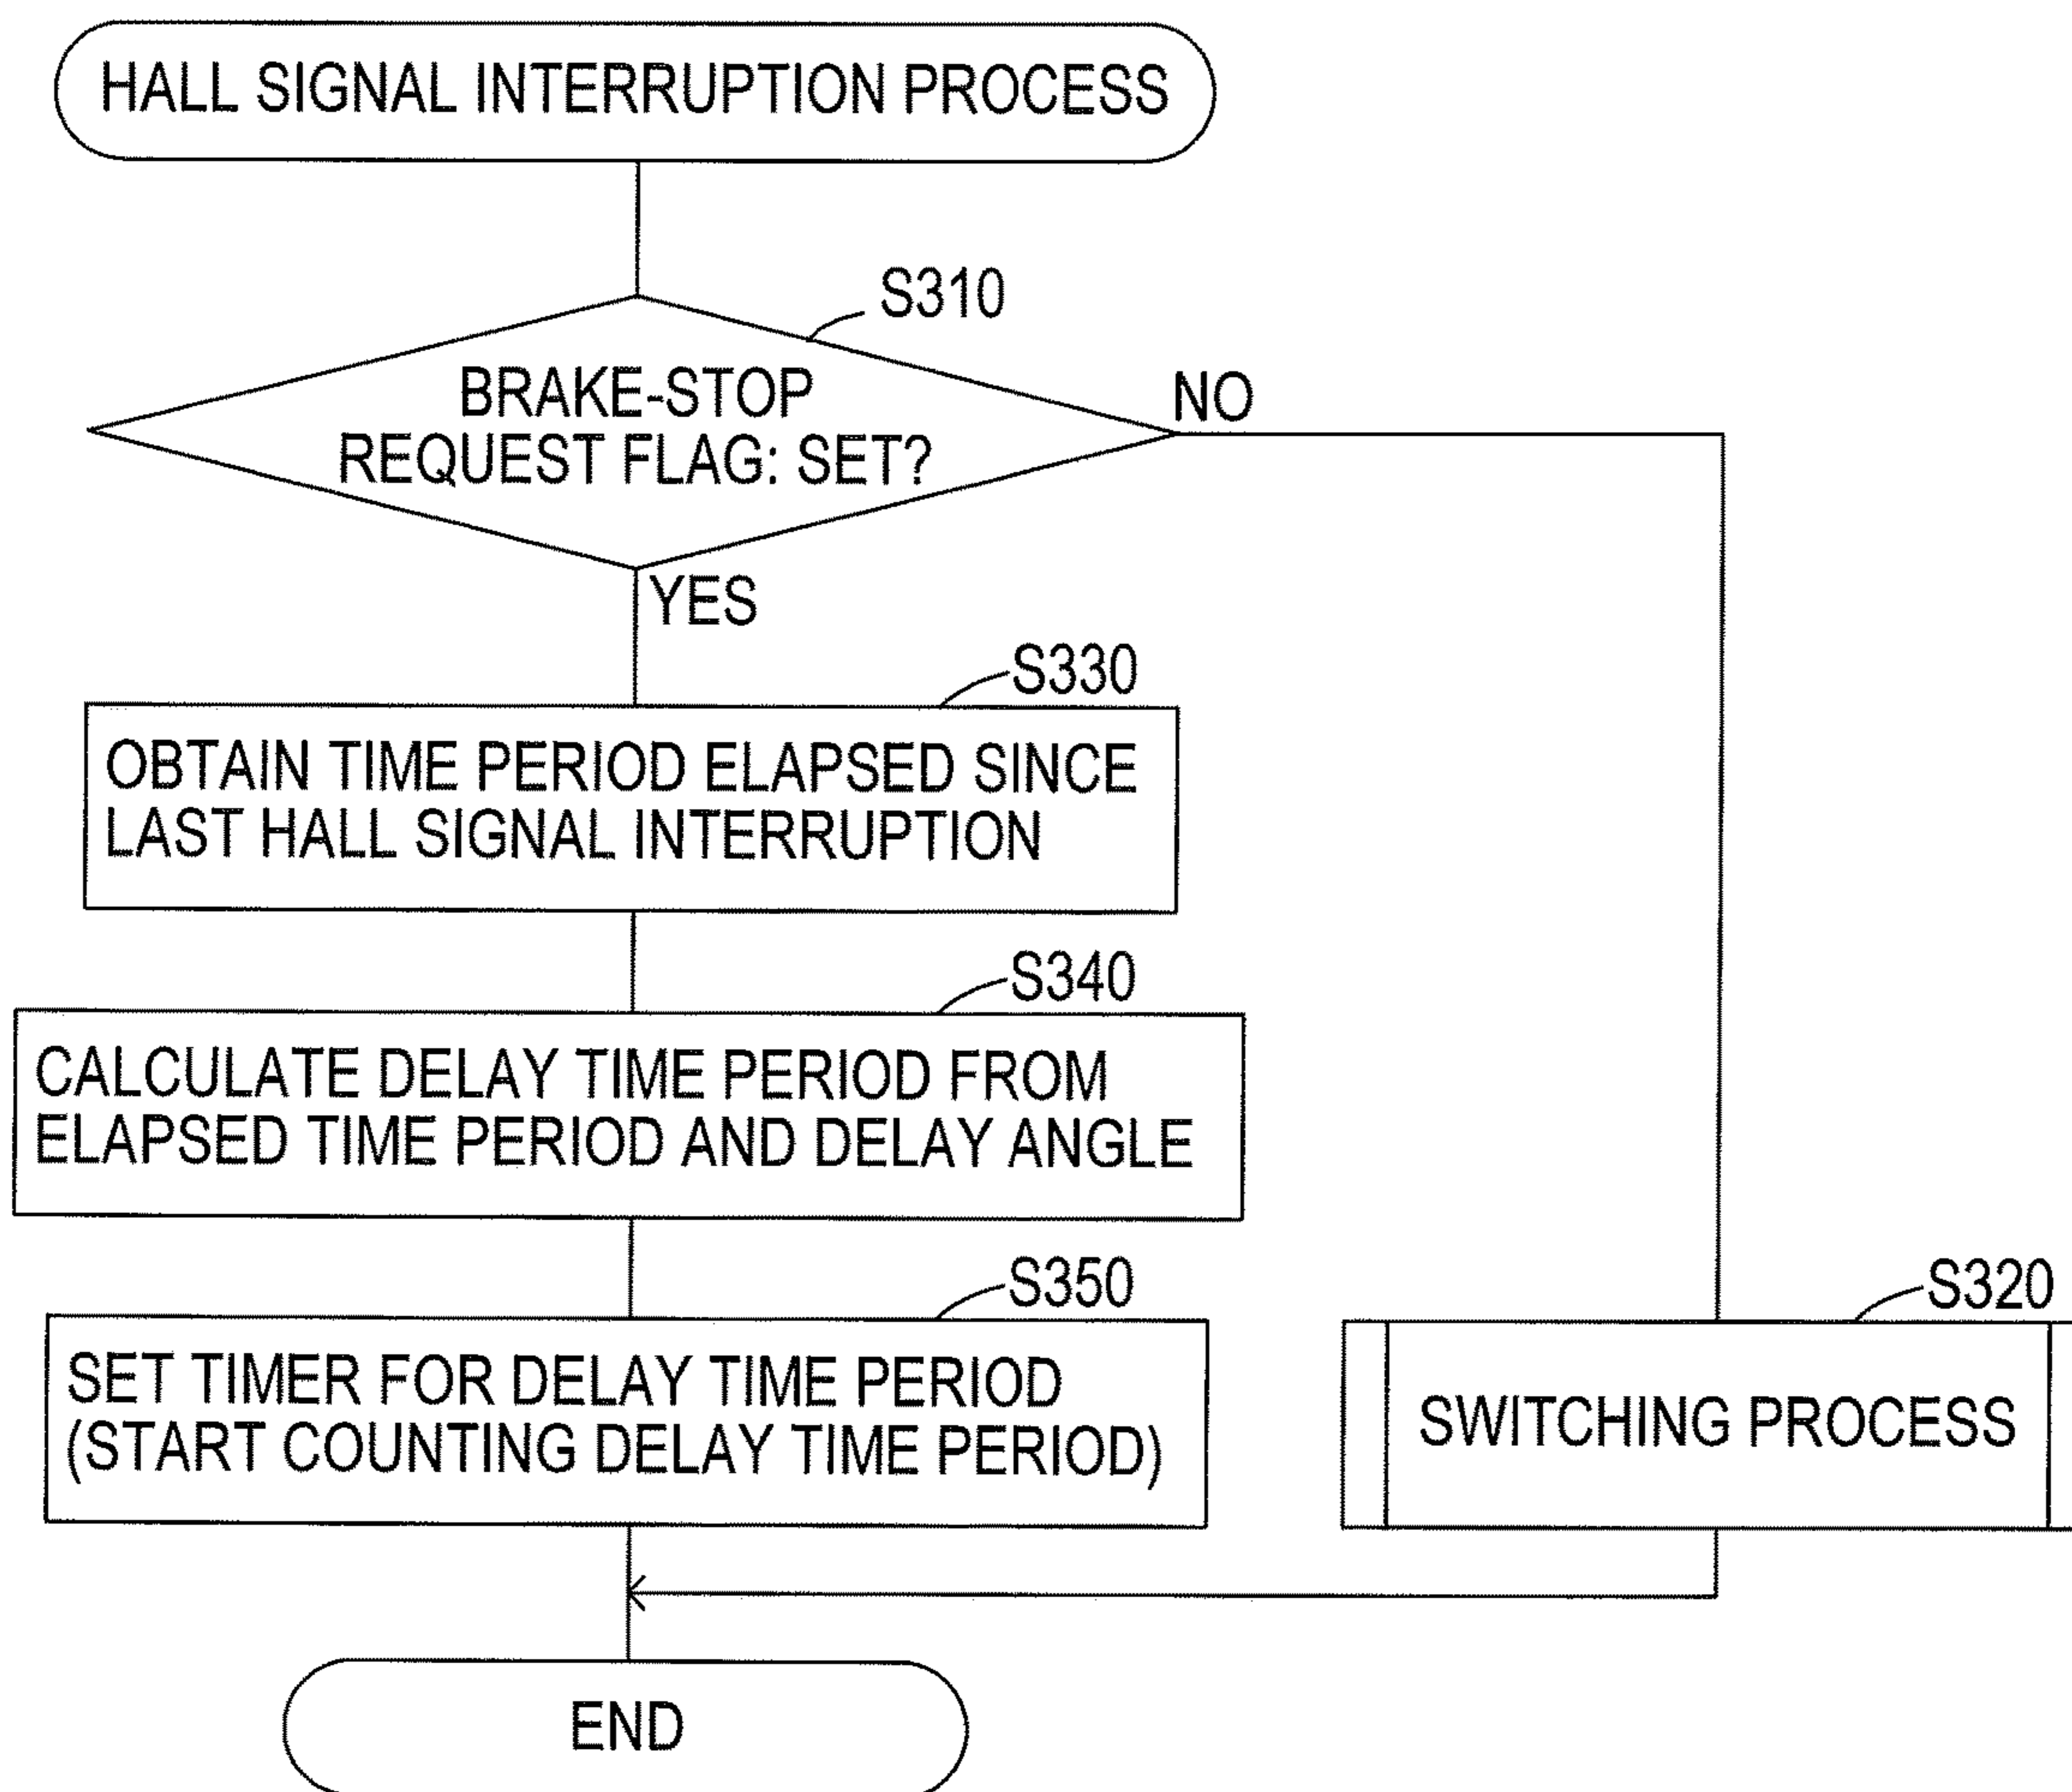 HALL SIGNAL INTERRUPTION PROCESS
S310
BRAKE-STOP
REQUEST FLAG: SET?
NO
YES
S330
OBTAIN TIME PERIOD ELAPSED SINCE
LAST HALL SIGNAL INTERRUPTION
S340
CALCULATE DELAY TIME PERIOD FROM
ELAPSED TIME PERIOD AND DELAY ANGLE
S350
SET TIMER FOR DELAY TIME PERIOD
(START COUNTING DELAY TIME PERIOD)
S320
SWITCHING PROCESS
END